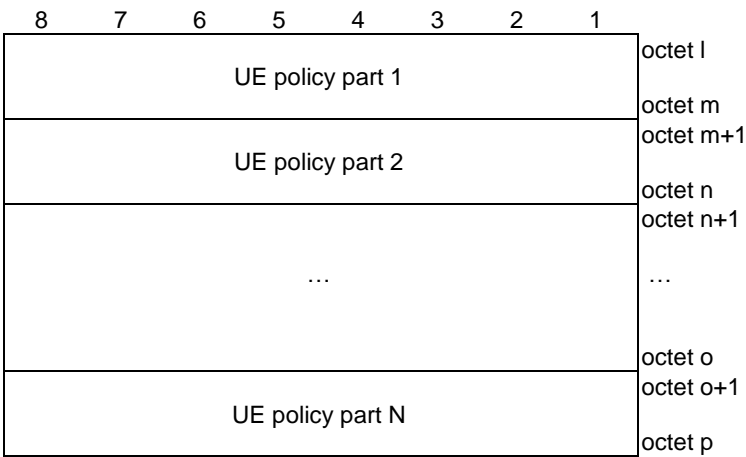 8 7 6 5 4 3 2 1
octet l
UE policy part 1
octet m
octet m+1
UE policy part 2
octet n
octet n+1
… …
octet o
octet o+1
UE policy part N
octet p